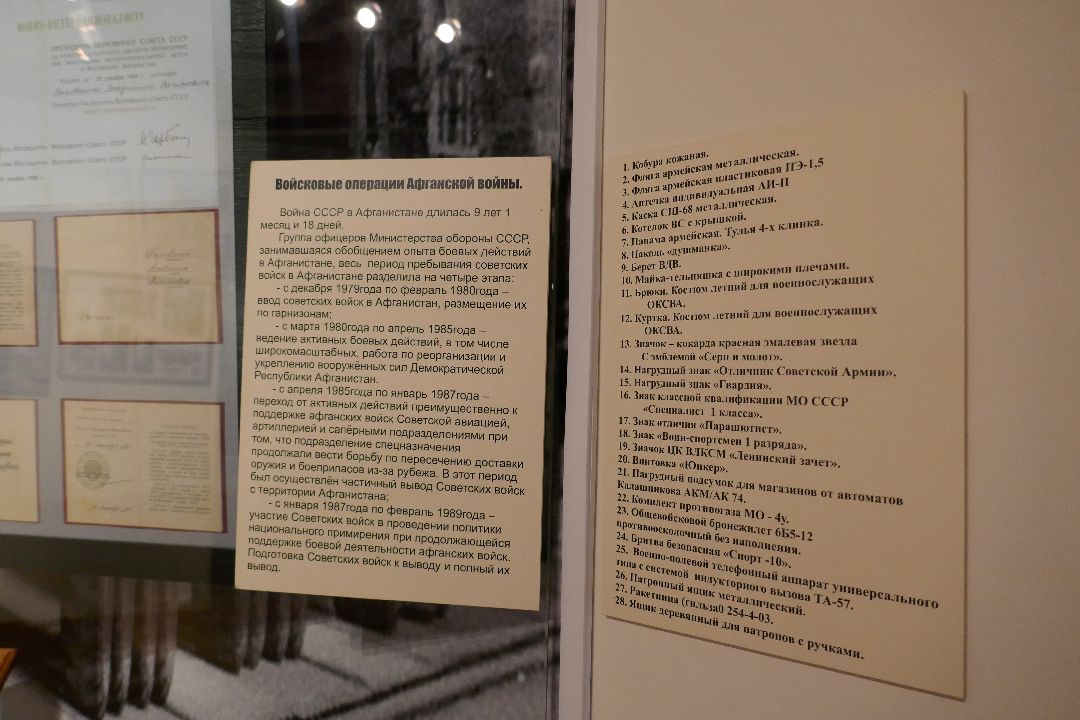 ВОИНУ-ИНТЕРНАЦИОНАЛИСТУ
Войсковые операции Афганской войны.
Война СССР в Афганистане длилась 9 лет 1
месяц и 18 дней.
Группа офицеров Министерства обороны СССР,
занимавшаяся обобщением опыта боевых действий
в Афганистане, весь период пребывания советских
войск в Афганистане разделила на четыре этапа:
- с декабря 1979года по февраль 1980года –
ввод советских войск в Афганистан, размещение их
по гарнизонам;
- с марта 1980года по апрель 1985года –
ведение активных боевых действий, в том числе
широкомасштабных, работа по реорганизации и
укреплению вооружённых сил Демократической
Республики Афганистан.
- с апреля 1985года по январь 1987года –
переход от активных действий преимущественно к
поддержке афганских войск Советской авиацией,
артиллерией и сапёрными подразделениями при
том, что подразделение спецназначения
продолжали вести борьбу по пересечению доставки
оружия и боеприпасов из-за рубежа. В этот период
был осуществлён частичный вывод Советских войск
с территории Афганистана;
- с января 1987года по февраль 1989года –
участие Советских войск в проведении политики
национального примирения при продолжающейся
поддержке боевой деятельности афганских войск.
Подготовка Советских войск к выводу и полный их
вывод.
1. Кобура кожаная.
2. Фляга армейская металлическая.
3. Фляга армейская пластиковая ПЭ-1,5
4. Аптечка индивидуальная АИ-П
5. Каска СШ-68 металлическая.
6. Котелок ВС с крышкой.
7. Панама армейская. Тулья 4-х клинка.
8. Паколь «душманка».
9. Берет ВДВ.
10. Майка-тельняшка с широкими плечами.
11. Брюки. Костюм летний для военнослужащих
ОКСВА.
12. Куртка. Костюм летний для военнослужащих
ОКСВА.
13. Значок – кокарда красная эмалевая звезда
С эмблемой «Серп и молот».
14. Нагрудный знак «Отличник Советской Армии».
15. Нагрудный знак «Гвардия».
16. Знак классной квалификации МО СССР
«Специалист 1 класса».
17. Знак отличия «Парашютист».
18. Знак «Воин-спортсмен 1 разряда».
19. Значок ЦК ВЛКСМ «Ленинский зачет».
20. Винтовка «Юнкер».
21. Нагрудный подсумок для магазинов от автоматов
Калашникова АКМ/АК 74.
22. Комплект противогаза МО - 4у.
23. Общевойсковой бронежилет 6Б5-12
противоосколочный без наполнения.
24. Бритва безопасная «Спорт -10».
25. Военно-полевой телефонный аппарат универсального
типа с системой индукторного вызова ТА-57.
26. Патронный ящик металлический.
27. Ракетница (гильза0 254-4-03.
28. Ящик деревянный для патронов с ручками.